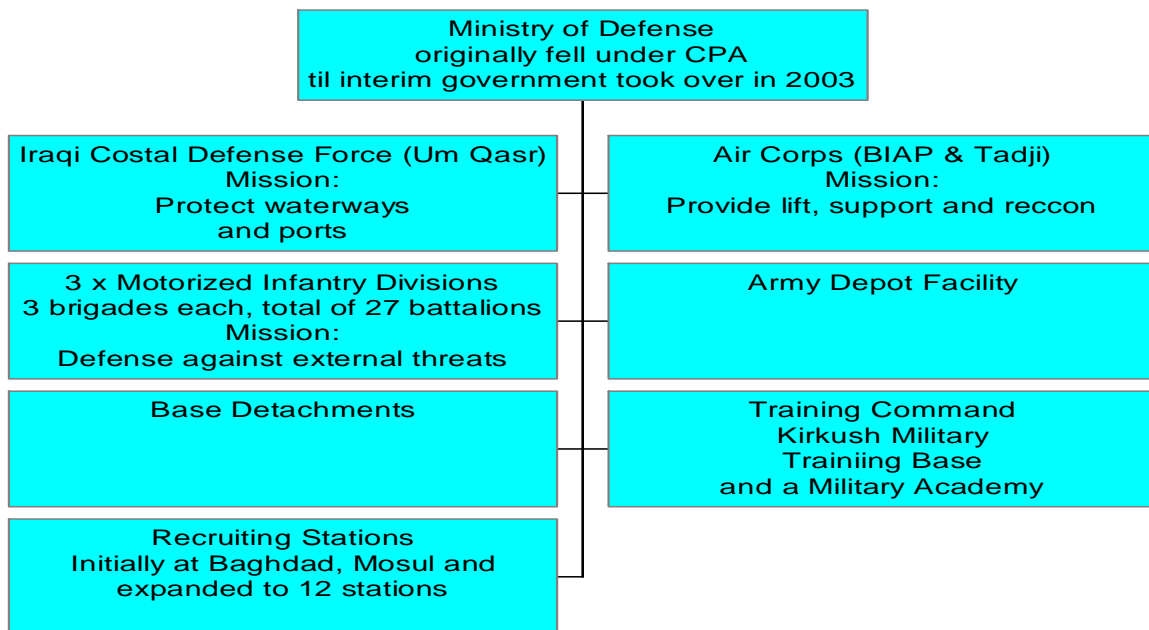 Ministry of Defense
originally fell under CPA
til interim government took over in 2003
Iraqi Costal Defense Force (Um Qasr)
Mission:
Protect waterways
and ports
Air Corps (BIAP & Tadji)
Mission:
Provide lift, support and reccon
3 x Motorized Infantry Divisions
3 brigades each, total of 27 battalions
Mission:
Defense against external threats
Army Depot Facility
Base Detachments
Training Command
Kirkush Military
Trainiing Base
and a Military Academy
Recruiting Stations
Initially at Baghdad, Mosul and
expanded to 12 stations